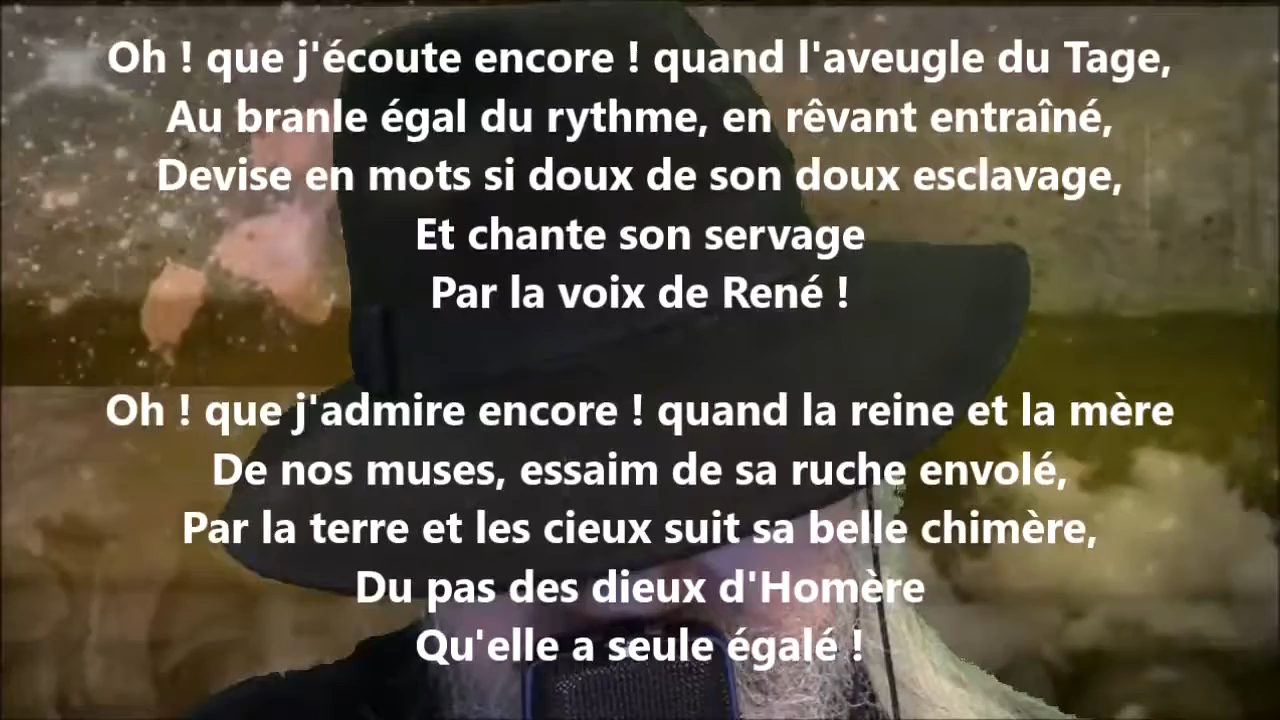 Oh ! que j'écoute encore ! quand l'aveugle du Tage,
Au branle égal du rythme, en rêvant entraîné,
Devise en mots si doux de son doux esclavage,
Et chante son servage
Par la voix de René !
Oh ! que j'admire encore ! quand la reine et la mère
De nos muses, essaim de sa ruche envolé,
Par la terre et les cieux suit sa belle chimère,
Du pas des dieux d'Homère
Qu'elle a seule égalé !